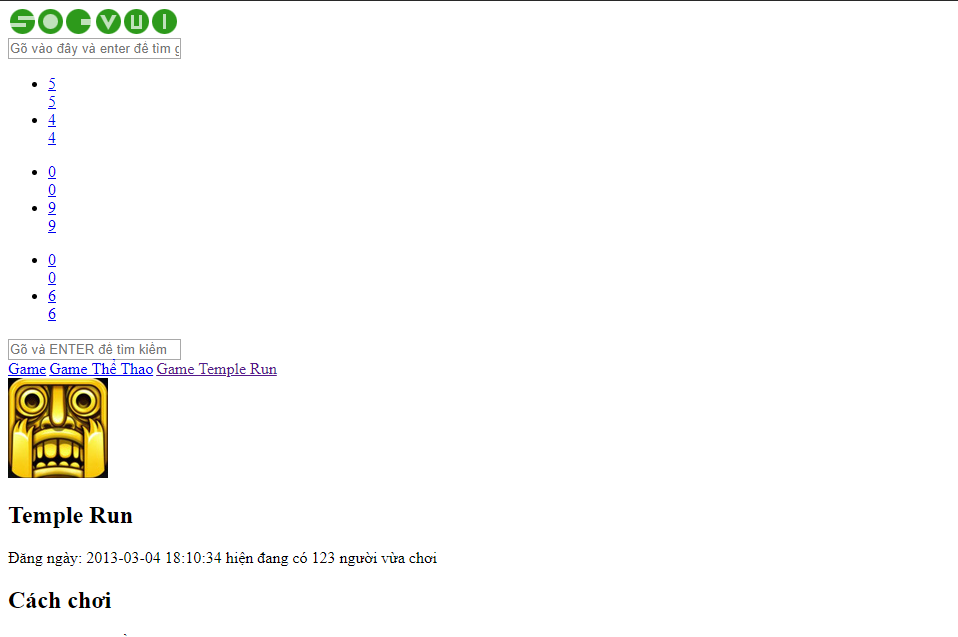 SOCVUI
Gõ vào đây và enter để tìm g
5
5
4
4
0
0
9
9
0
0
6
6
Gõ và ENTER để tìm kiếm
Game Game Thể Thao Game Temple Run
Temple Run
Đăng ngày: 2013-03-04 18:10:34 hiện đang có 123 người vừa chơi
Cách chơi